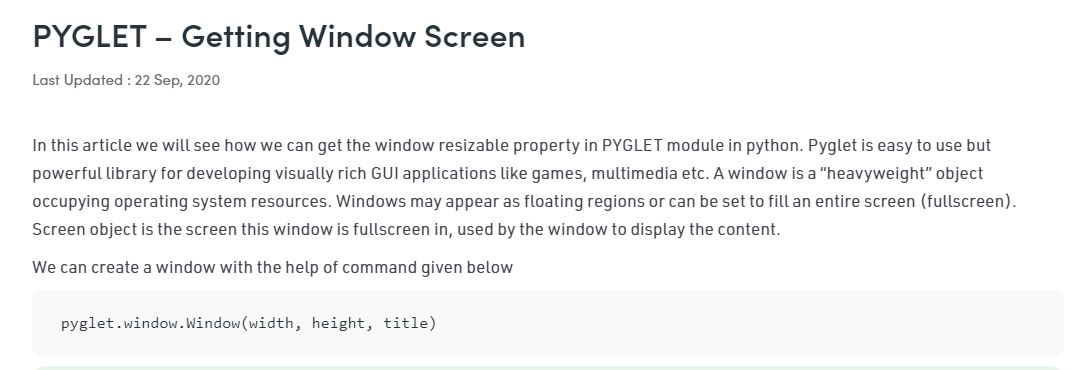 PYGLET – Getting Window Screen
Last Updated : 22 Sep, 2020
In this article we will see how we can get the window resizable property in PYGLET module in python. Pyglet is easy to use but
powerful library for developing visually rich GUI applications like games, multimedia etc. A window is a “heavyweight” object
occupying operating system resources. Windows may appear as floating regions or can be set to fill an entire screen (fullscreen).
Screen object is the screen this window is fullscreen in, used by the window to display the content.
We can create a window with the help of command given below
pyglet.window.Window(width, height, title)